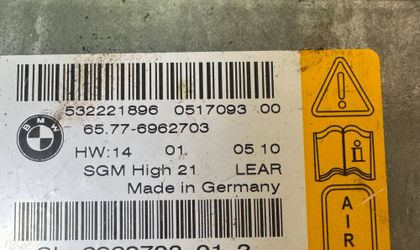 532221896 0517093 00
BMW
65.77-6962703
HW:14 01 05 10
SGM High 21 LEAR
Made in Germany
AIR